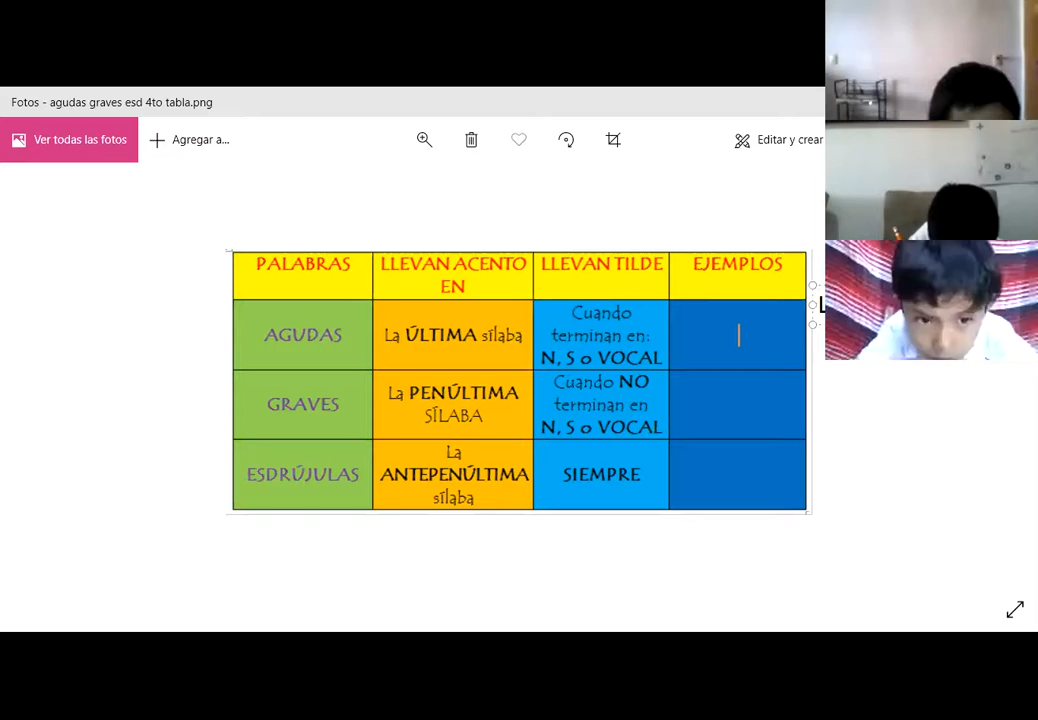 Fotos - agudas graves esd 4to tabla.png
Ver todas las fotos
Agregar a...
Editar y crear
PALABRAS
LLEVAN ACENTO
EN
LLEVAN TILDE
EJEMPLOS
AGUDAS
La ÚLTIMA sílaba
Cuando
terminan en:
N, S o VOCAL
GRAVES
La PENÚLTIMA
SÍLABA
Cuando NO
terminan en
N, S o VOCAL
ESDRÚJULAS
La
ANTEPENÚLTIMA
sílaba
SIEMPRE